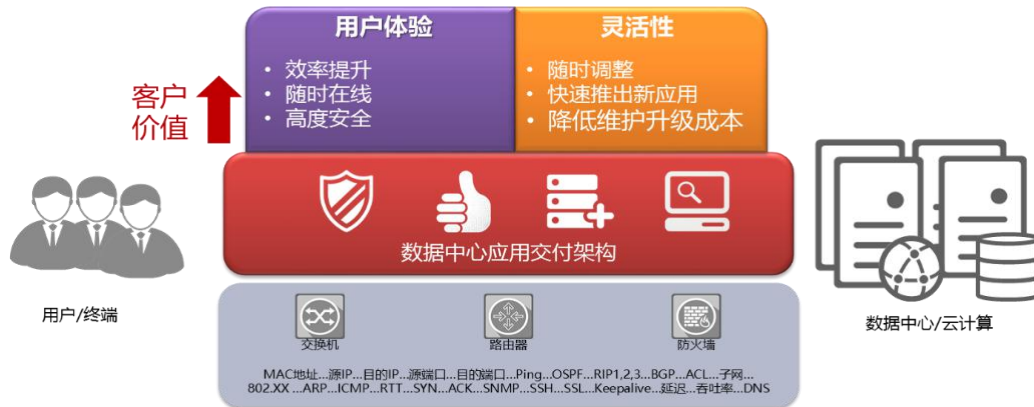 用户体验
• 效率提升
• 随时在线
• 高度安全
灵活性
• 随时调整
• 快速推出新应用
• 降低维护升级成本
客户
价值
数据中心应用交付架构
用户/终端
数据中心/云计算
交换机
路由器
防火墙
MAC地址...源IP...目的IP...源端口...目的端口...Ping...OSPF...RIP1,2,3...BGP...ACL...子网...
802.XX ...ARP...ICMP...RTT...SYN...ACK...SNMP...SSH...SSL...Keepalive...延迟...吞吐率...DNS